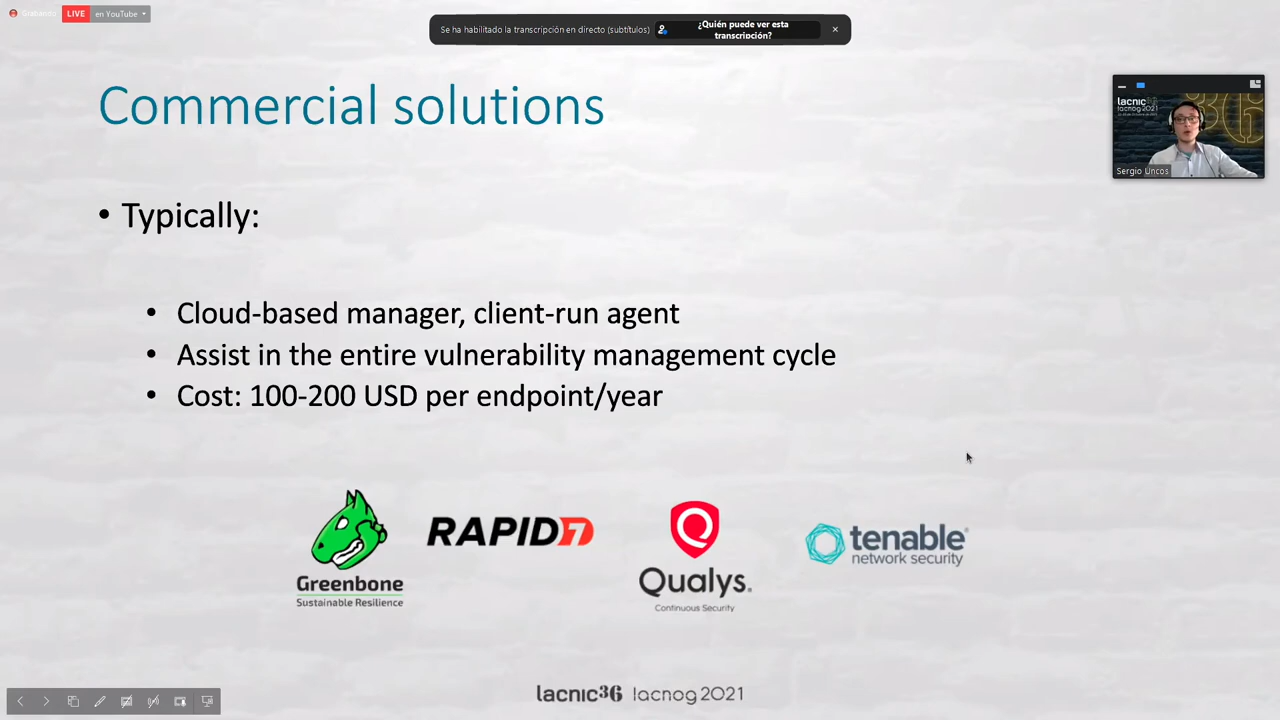 Grabando
LIVE
en YouTube
Se ha habilitado la transcripción en directo (subtítulos)
¿Quién puede ver esta
transcripción?
Commercial solutions
lacnic36
lacnog 2021
Sergio Uncos
• Typically:
• Cloud-based manager, client-run agent
• Assist in the entire vulnerability management cycle
• Cost: 100-200 USD per endpoint/year
Greenbone
Sustainable Resilience
RAPID7
Qualys.
Continuous Security
tenable®
network security
lacnic36 lacnog 2021